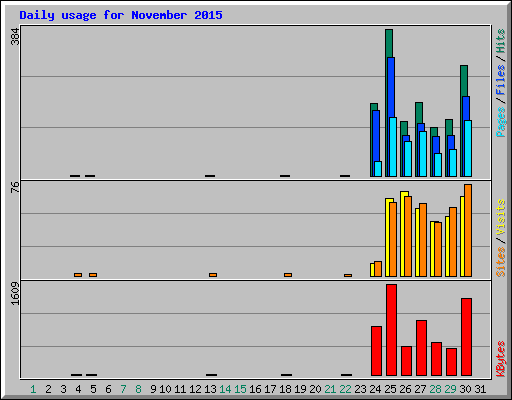 Daily usage for November 2015
384
Pages / Files / Hits
76
Sites / Visits
1609
KBytes
1 2 3 4 5 6 7 8 9 10 11 12 13 14 15 16 17 18 19 20 21 22 23 24 25 26 27 28 29 30 31